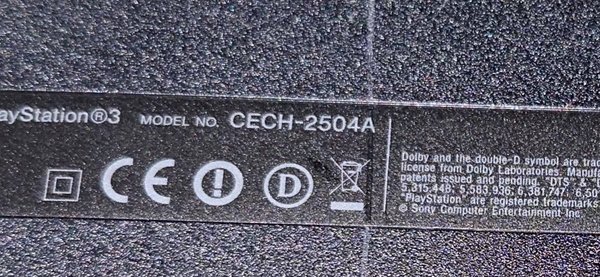 ayStation®3 MODEL NO. CECH-2504A
D
Dolby and the double-D symbol are trad
license from Dolby Laboratories. Manufa
patents issued and pending. "DTS" &
5,315,448; 5,583,936; 6,381,747; 6,50
"PlayStation" are registered trademarks
© Sony Computer Entertainment Inc.